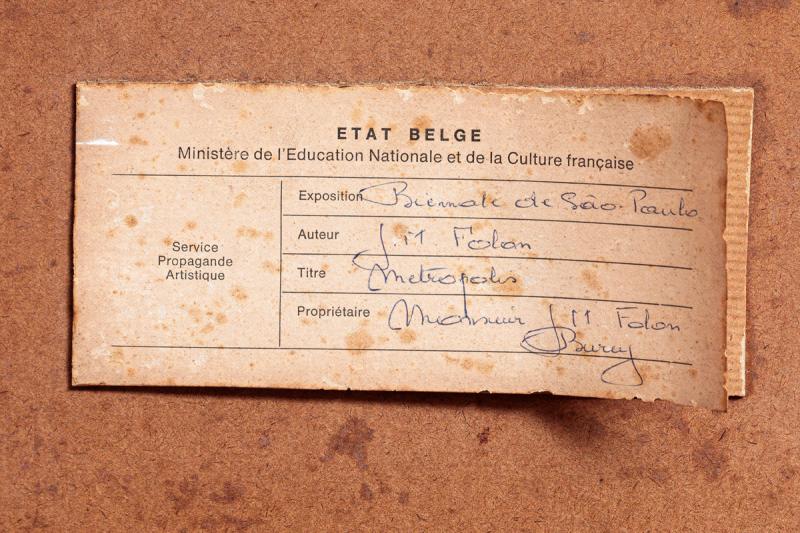 ETAT BELGE
Ministère de l'Education Nationale et de la Culture française
Service
Propagande
Artistique
Exposition Biennale de São-Paulo
Auteur J.M Folon
Titre Metropolis
Propriétaire Monsieur J M Folon
Burcy